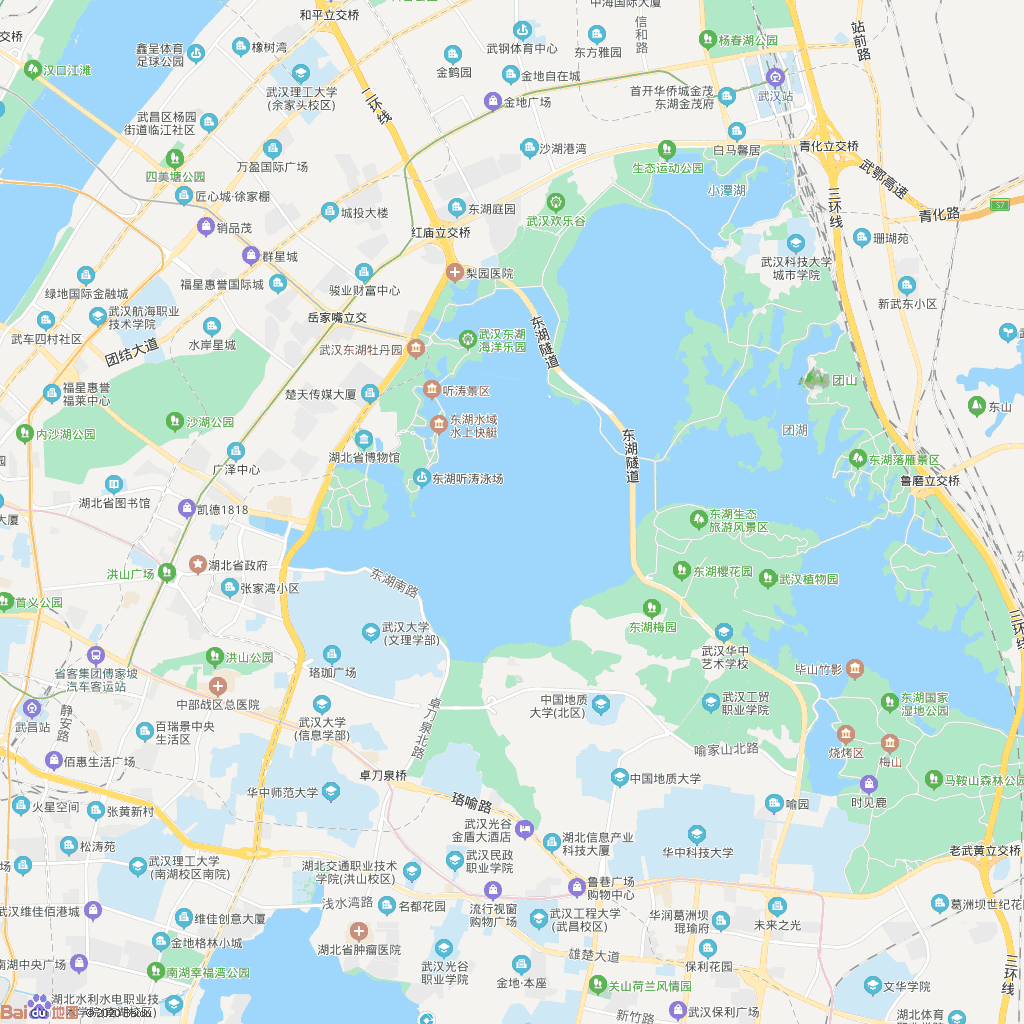 和平立交桥
中海国际大厦
信和路
站前路
交桥
鑫呈体育
足球公园
橡树湾
武钢体育中心
东方雅园
杨春湖公园
汉口江滩
金鹤园
武汉理工大学
(余家头校区)
金地自在城
首开华侨城金茂
东湖金茂府
武汉站
二环线
金地广场
武昌区杨园
街道临江社区
白马馨居
青化立交桥
沙湖港湾
万盈国际广场
四美塘公园
生态运动公园
武鄂高速
小潭湖
三环线
匠心城·徐家棚
城投大楼
东湖庭园
武汉欢乐谷
青化路
S7
销品茂
红庙立交桥
珊瑚苑
群星城
武汉科技大学
城市学院
梨园医院
绿地国际金融城
福星惠誉国际城
骏业财富中心
新武东小区
武汉航海职业
技术学院
岳家嘴立交
东湖隧道
武车四村社区
水岸星城
武汉东湖
海洋乐园
武汉东湖牡丹园
团结大道
武
团山
福星惠誉
福莱中心
楚天传媒大厦
听涛景区
东山
沙湖公园
东湖水域
水上快艇
团湖
内沙湖公园
东湖隧道
湖北省博物馆
广泽中心
东湖落雁景区
园
湖北省图书馆
东湖听涛泳场
鲁磨立交桥
凯德1818
大厦
东湖生态
旅游风景区
湖北省政府
洪山广场
东湖南路
东湖樱花园
武汉植物园
张家湾小区
首义公园
东湖梅园
三环线
武汉大学
(文理学部)
武汉华中
艺术学校
洪山公园
珞珈广场
省客集团傅家坡
汽车客运站
毕山竹影
中部战区总医院
卓刀泉北路
中国地质
大学(北区)
武汉工贸
职业学院
东湖国家
湿地公园
武昌站
静安路
百瑞景中央
生活区
武汉大学
(信息学部)
喻家山北路
烧烤区
梅山
佰惠生活广场
卓刀泉桥
中国地质大学
马鞍山森林公园
时见鹿
火星空间
张黄新村
华中师范大学
珞喻路
喻园
武汉光谷
金盾大酒店
湖北信息产业
科技大厦
华中科技大学
松涛苑
老武黄立交桥
武汉理工大学
(南湖校区南院)
湖北交通职业技术
学院(洪山校区)
武汉民政
职业学院
场
鲁巷广场
购物中心
浅水湾路
名都花园
流行视窗
购物广场
武汉工程大学
(武昌校区)
华润葛洲坝
琨瑜府
未来之光
葛洲坝世纪花园
武汉维佳佰港城
维佳创意大厦
金地格林小城
湖北省肿瘤医院
武汉光谷
职业学院
雄楚大道
保利花园
三环线
南湖中央广场
南湖幸福湾公园
金地·本座
关山荷兰风情园
文华学院
湖北水利水电职业技
术学院(南湖校区)
新竹路
武汉保利广场
湖北体育
Bai du 地图
© 2020 Baidu